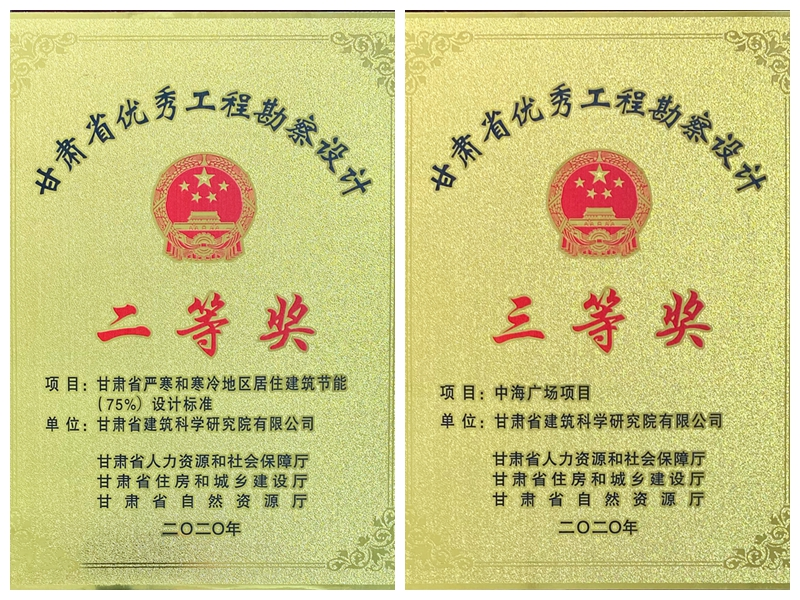 甘肃省优秀工程勘察设计
二等奖
项目：甘肃省严寒和寒冷地区居住建筑节能
（75%）设计标准
单位：甘肃省建筑科学研究院有限公司
甘肃省人力资源和社会保障厅
甘肃省住房和城乡建设厅
甘肃省自然资源厅
二〇二〇年
甘肃省优秀工程勘察设计
三等奖
项目：中海广场项目
单位：甘肃省建筑科学研究院有限公司
甘肃省人力资源和社会保障厅
甘肃省住房和城乡建设厅
甘肃省自然资源厅
二〇二〇年